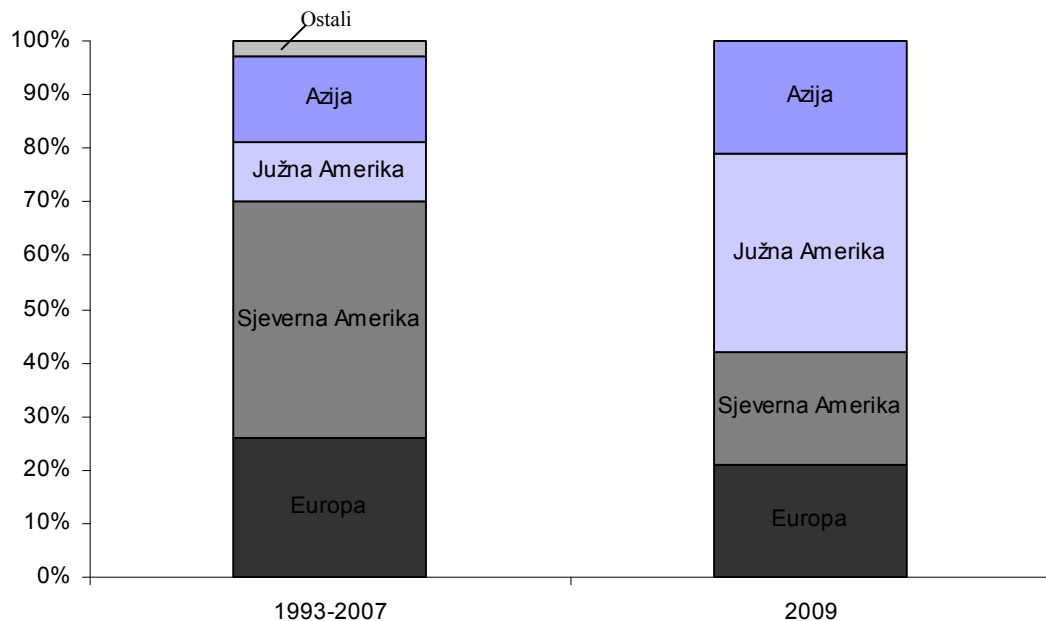 Ostali
100%
90%
80%
70%
60%
50%
40%
30%
20%
10%
0%
Azija
Južna Amerika
Sjeverna Amerika
Europa
Azija
Južna Amerika
Sjeverna Amerika
Europa
1993-2007
2009